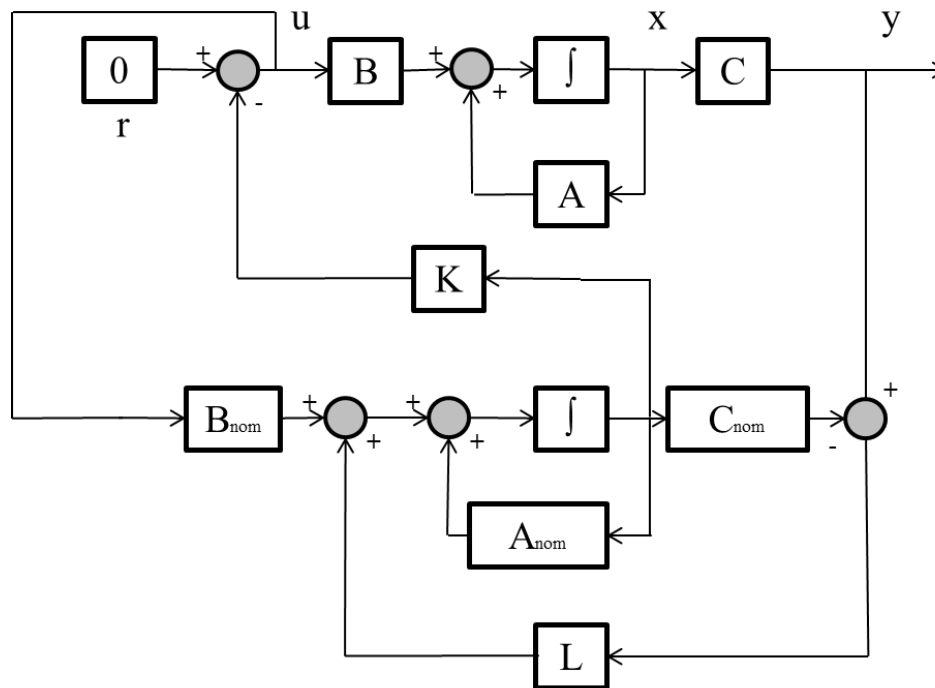 u x y
0 + - B + + ∫ C
r
A
K
+
Bnom + + + + ∫ Cnom -
Anom
L